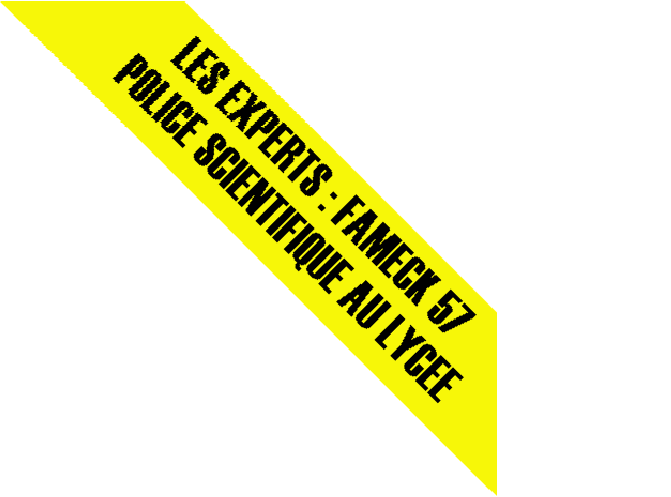 LES EXPERTS : FAMECK 57
POLICE SCIENTIFIQUE AU LYCEE